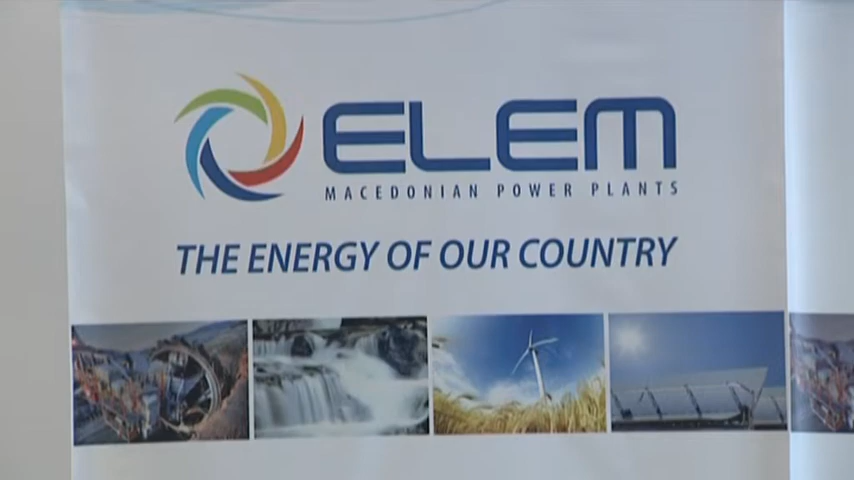 ELEM
MACEDONIAN POWER PLANTS
THE ENERGY OF OUR COUNTRY